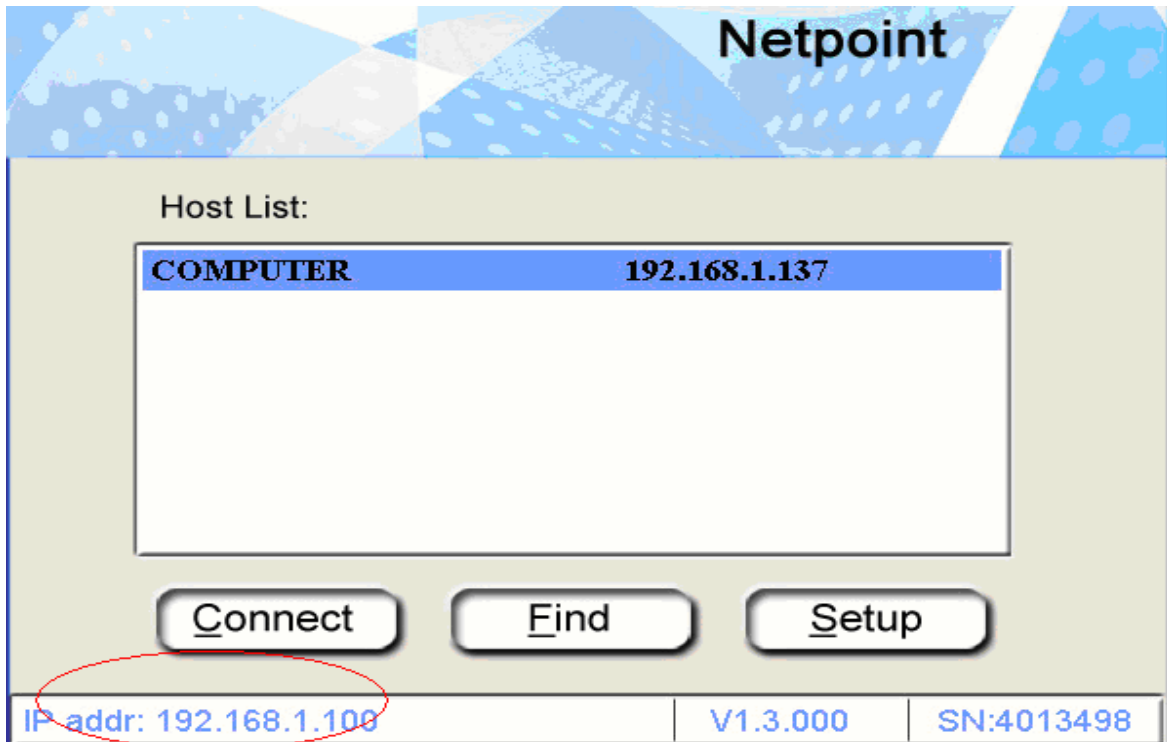 Netpoint
Host List:
COMPUTER 192.168.1.137
Connect Find Setup
IP addr: 192.168.1.100 V1.3.000 SN:4013498